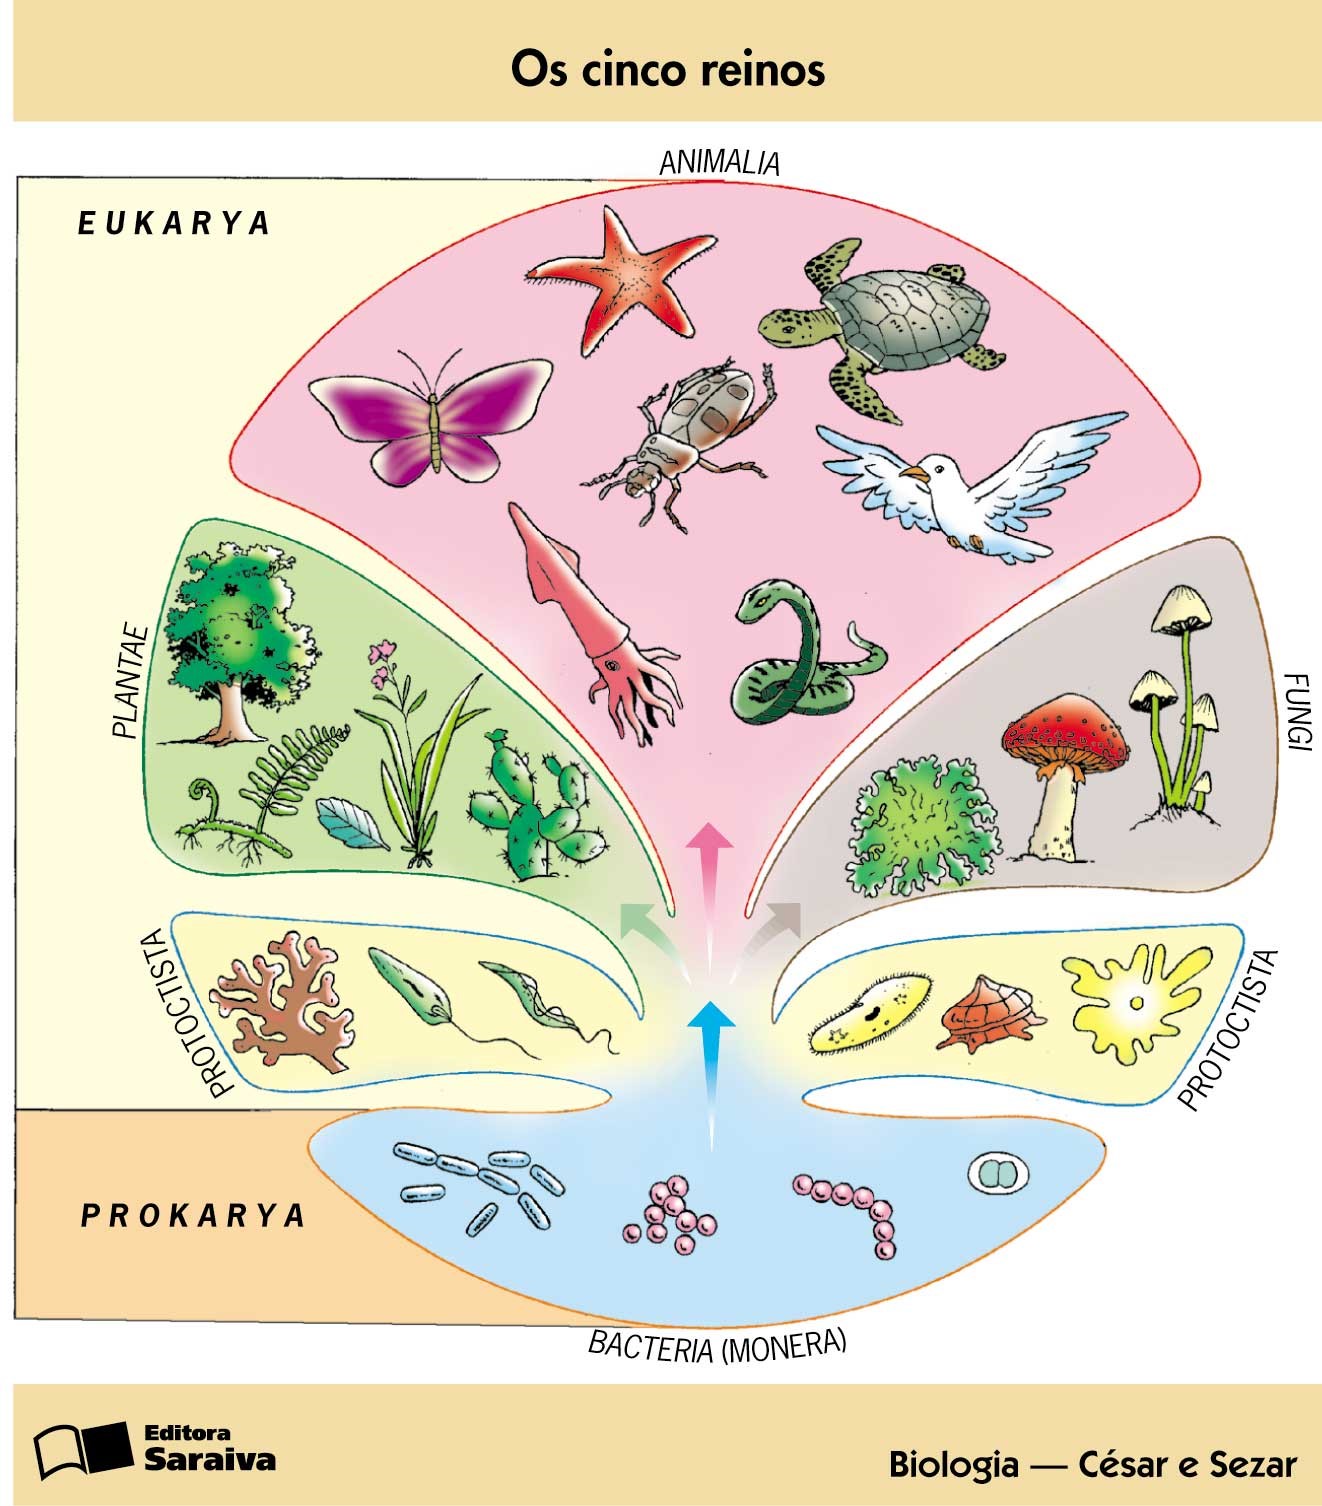 Os cinco reinos
ANIMALIA
EUKARYA
PLANTAE
FUNGI
PROTOCTISTA
PROTOCTISTA
PROKARYA
BACTERIA (MONERA)
Editora
Saraiva
Biologia — César e Sezar